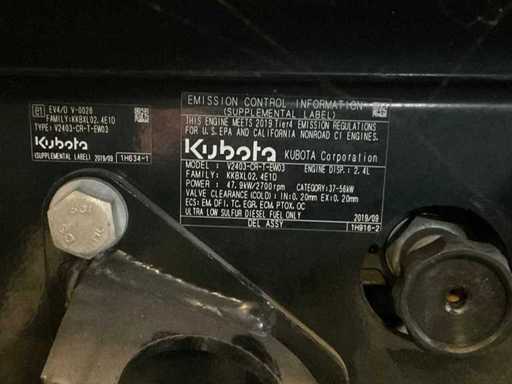 E1 EV4/D V-0028
FAMILY:KKBXL02.4E1D
TYPE: V2403-CR-T-EW03
Kubota
(SUPPLEMENTAL LABEL) 2019/09 1H634-1
EMISSION CONTROL INFORMATION
(SUPPLEMENTAL LABEL)
THIS ENGINE MEETS 2019 Tier4 EMISSION REGULATIONS
FOR U.S.EPA AND CALIFORNIA NONROAD CI ENGINES.
Kubota KUBOTA Corporation
MODEL : V2403-CR-T-EW03 ENGINE DISP.: 2.4L
FAMILY: KKBXL02.4E1D
POWER : 47.9kW/2700rpm CATEGORY:37-56kW
VALVE CLEARANCE (COLD): IN:0.20mm EX:0.20mm
ECS: EM, DFI, TC, EGR, ECM, PTOX, OC
ULTRA LOW SULFUR DIESEL FUEL ONLY 2019/09
DEL ASSY 1H916-2